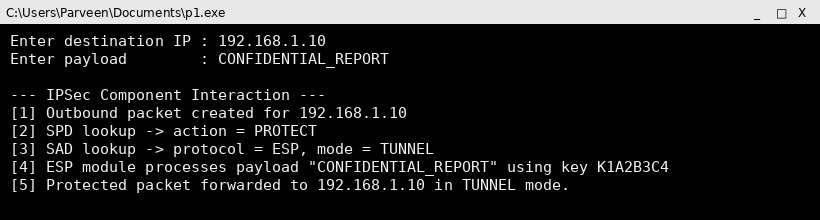 C:\Users\Parveen\Documents\p1.exe
Enter destination IP : 192.168.1.10
Enter payload        : CONFIDENTIAL_REPORT
--- IPSec Component Interaction ---
[1] Outbound packet created for 192.168.1.10
[2] SPD lookup -> action = PROTECT
[3] SAD lookup -> protocol = ESP, mode = TUNNEL
[4] ESP module processes payload "CONFIDENTIAL_REPORT" using key K1A2B3C4
[5] Protected packet forwarded to 192.168.1.10 in TUNNEL mode.